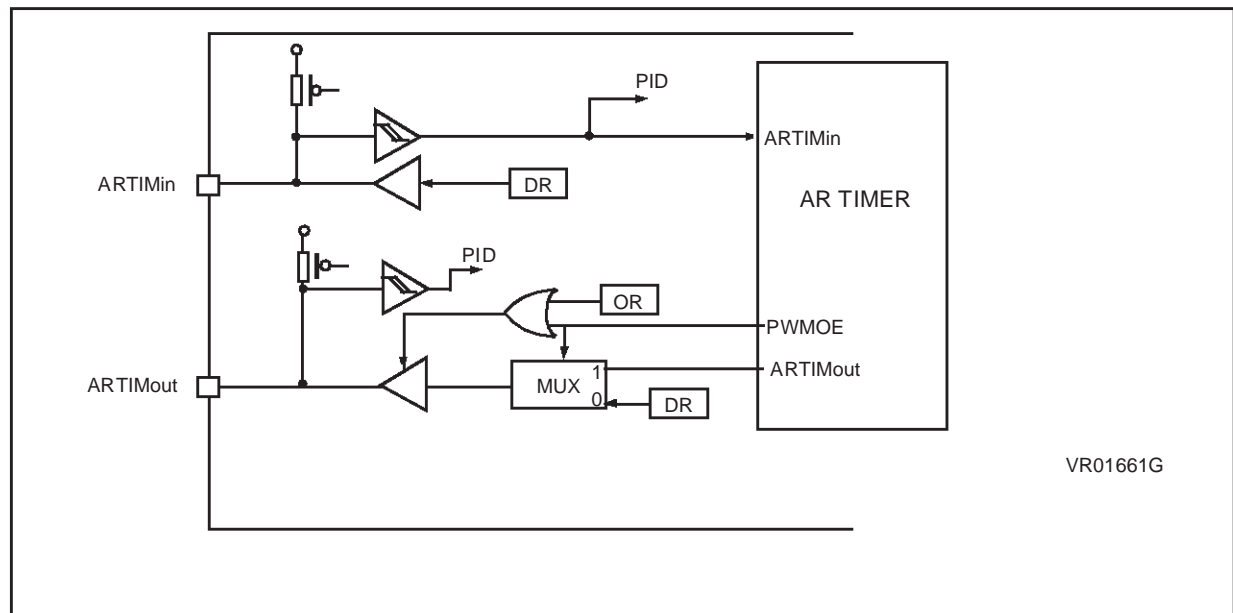 PID
ARTIMin
AR TIMER
ARTIMin
DR
PID
OR
PWMOE
ARTIMout
ARTIMout
MUX
1
0
DR
VR01661G